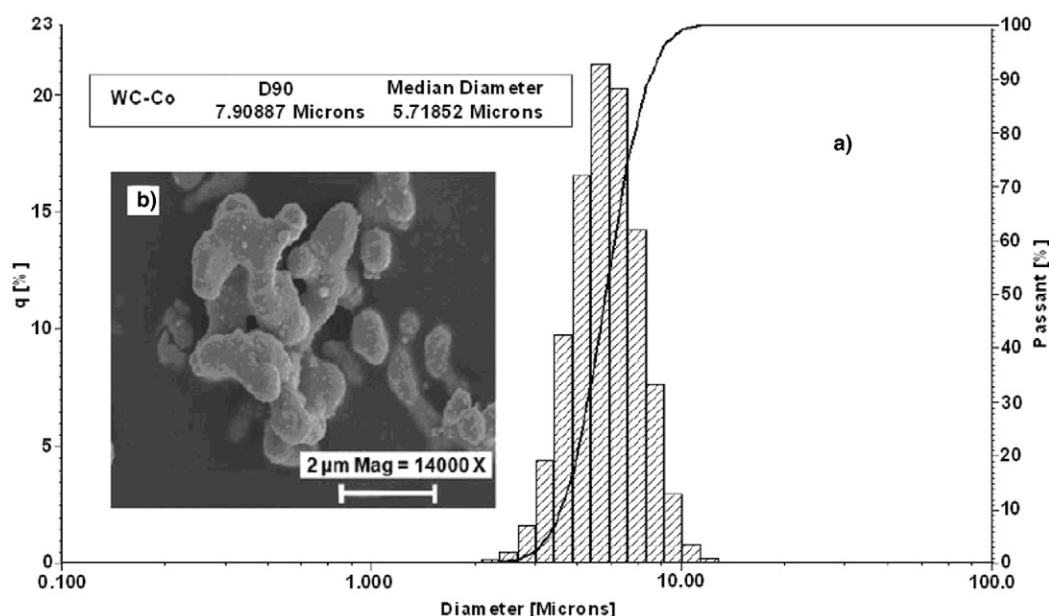 23
20
15
10
5
0
q [%]
WC-Co
D90 Median Diameter
7.90887 Microns 5.71852 Microns
a)
b)
2 µm Mag = 14000 X
100
90
80
70
60
50
40
30
20
10
0
Passant [%]
0.100 1.000 10.00 100.0
Diameter [Microns]